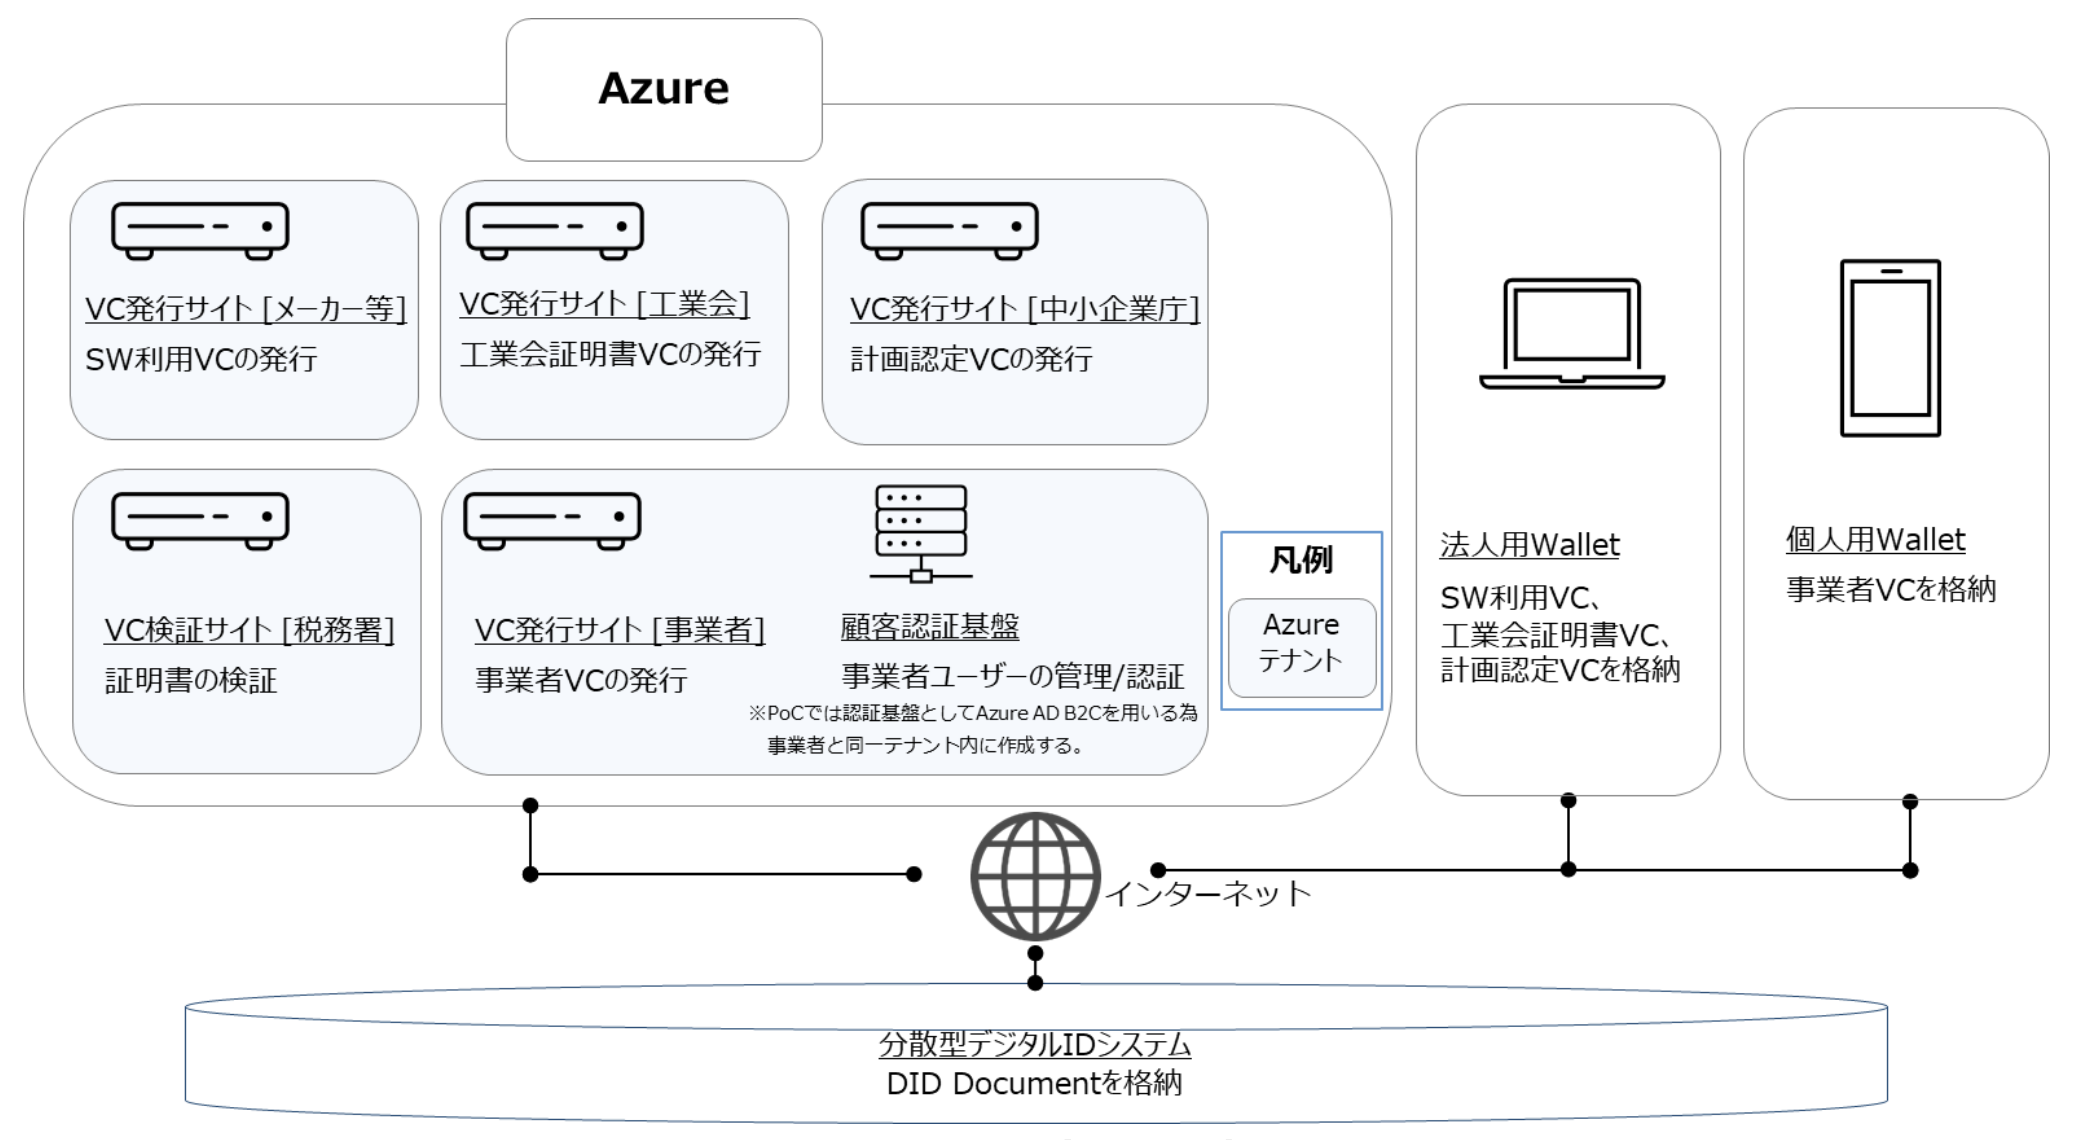 Azure
VC発行サイト [メーカー等]
SW利用VCの発行
VC発行サイト [工業会]
工業会証明書VCの発行
VC発行サイト [中小企業庁]
計画認定VCの発行
VC検証サイト [税務署]
証明書の検証
VC発行サイト [事業者]
事業者VCの発行
顧客認証基盤
事業者ユーザーの管理/認証
※PoCでは認証基盤としてAzure AD B2Cを用いる為
事業者と同一テナント内に作成する。
凡例
Azure
テナント
法人用Wallet
SW利用VC、
工業会証明書VC、
計画認定VCを格納
個人用Wallet
事業者VCを格納
インターネット
分散型デジタルIDシステム
DID Documentを格納